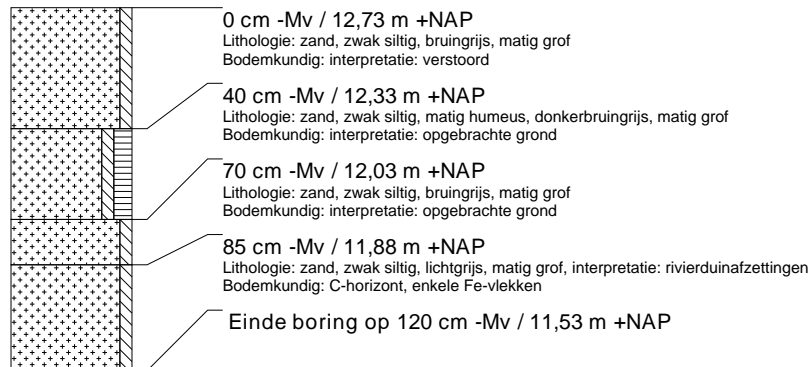 0 cm -Mv / 12,73 m +NAP
Lithologie: zand, zwak siltig, bruingrijs, matig grof
Bodemkundig: interpretatie: verstoord
40 cm -Mv / 12,33 m +NAP
Lithologie: zand, zwak siltig, matig humeus, donkerbruingrijs, matig grof
Bodemkundig: interpretatie: opgebrachte grond
70 cm -Mv / 12,03 m +NAP
Lithologie: zand, zwak siltig, bruingrijs, matig grof
Bodemkundig: interpretatie: opgebrachte grond
85 cm -Mv / 11,88 m +NAP
Lithologie: zand, zwak siltig, lichtgrijs, matig grof, interpretatie: rivierduinafzettingen
Bodemkundig: C-horizont, enkele Fe-vlekken
Einde boring op 120 cm -Mv / 11,53 m +NAP